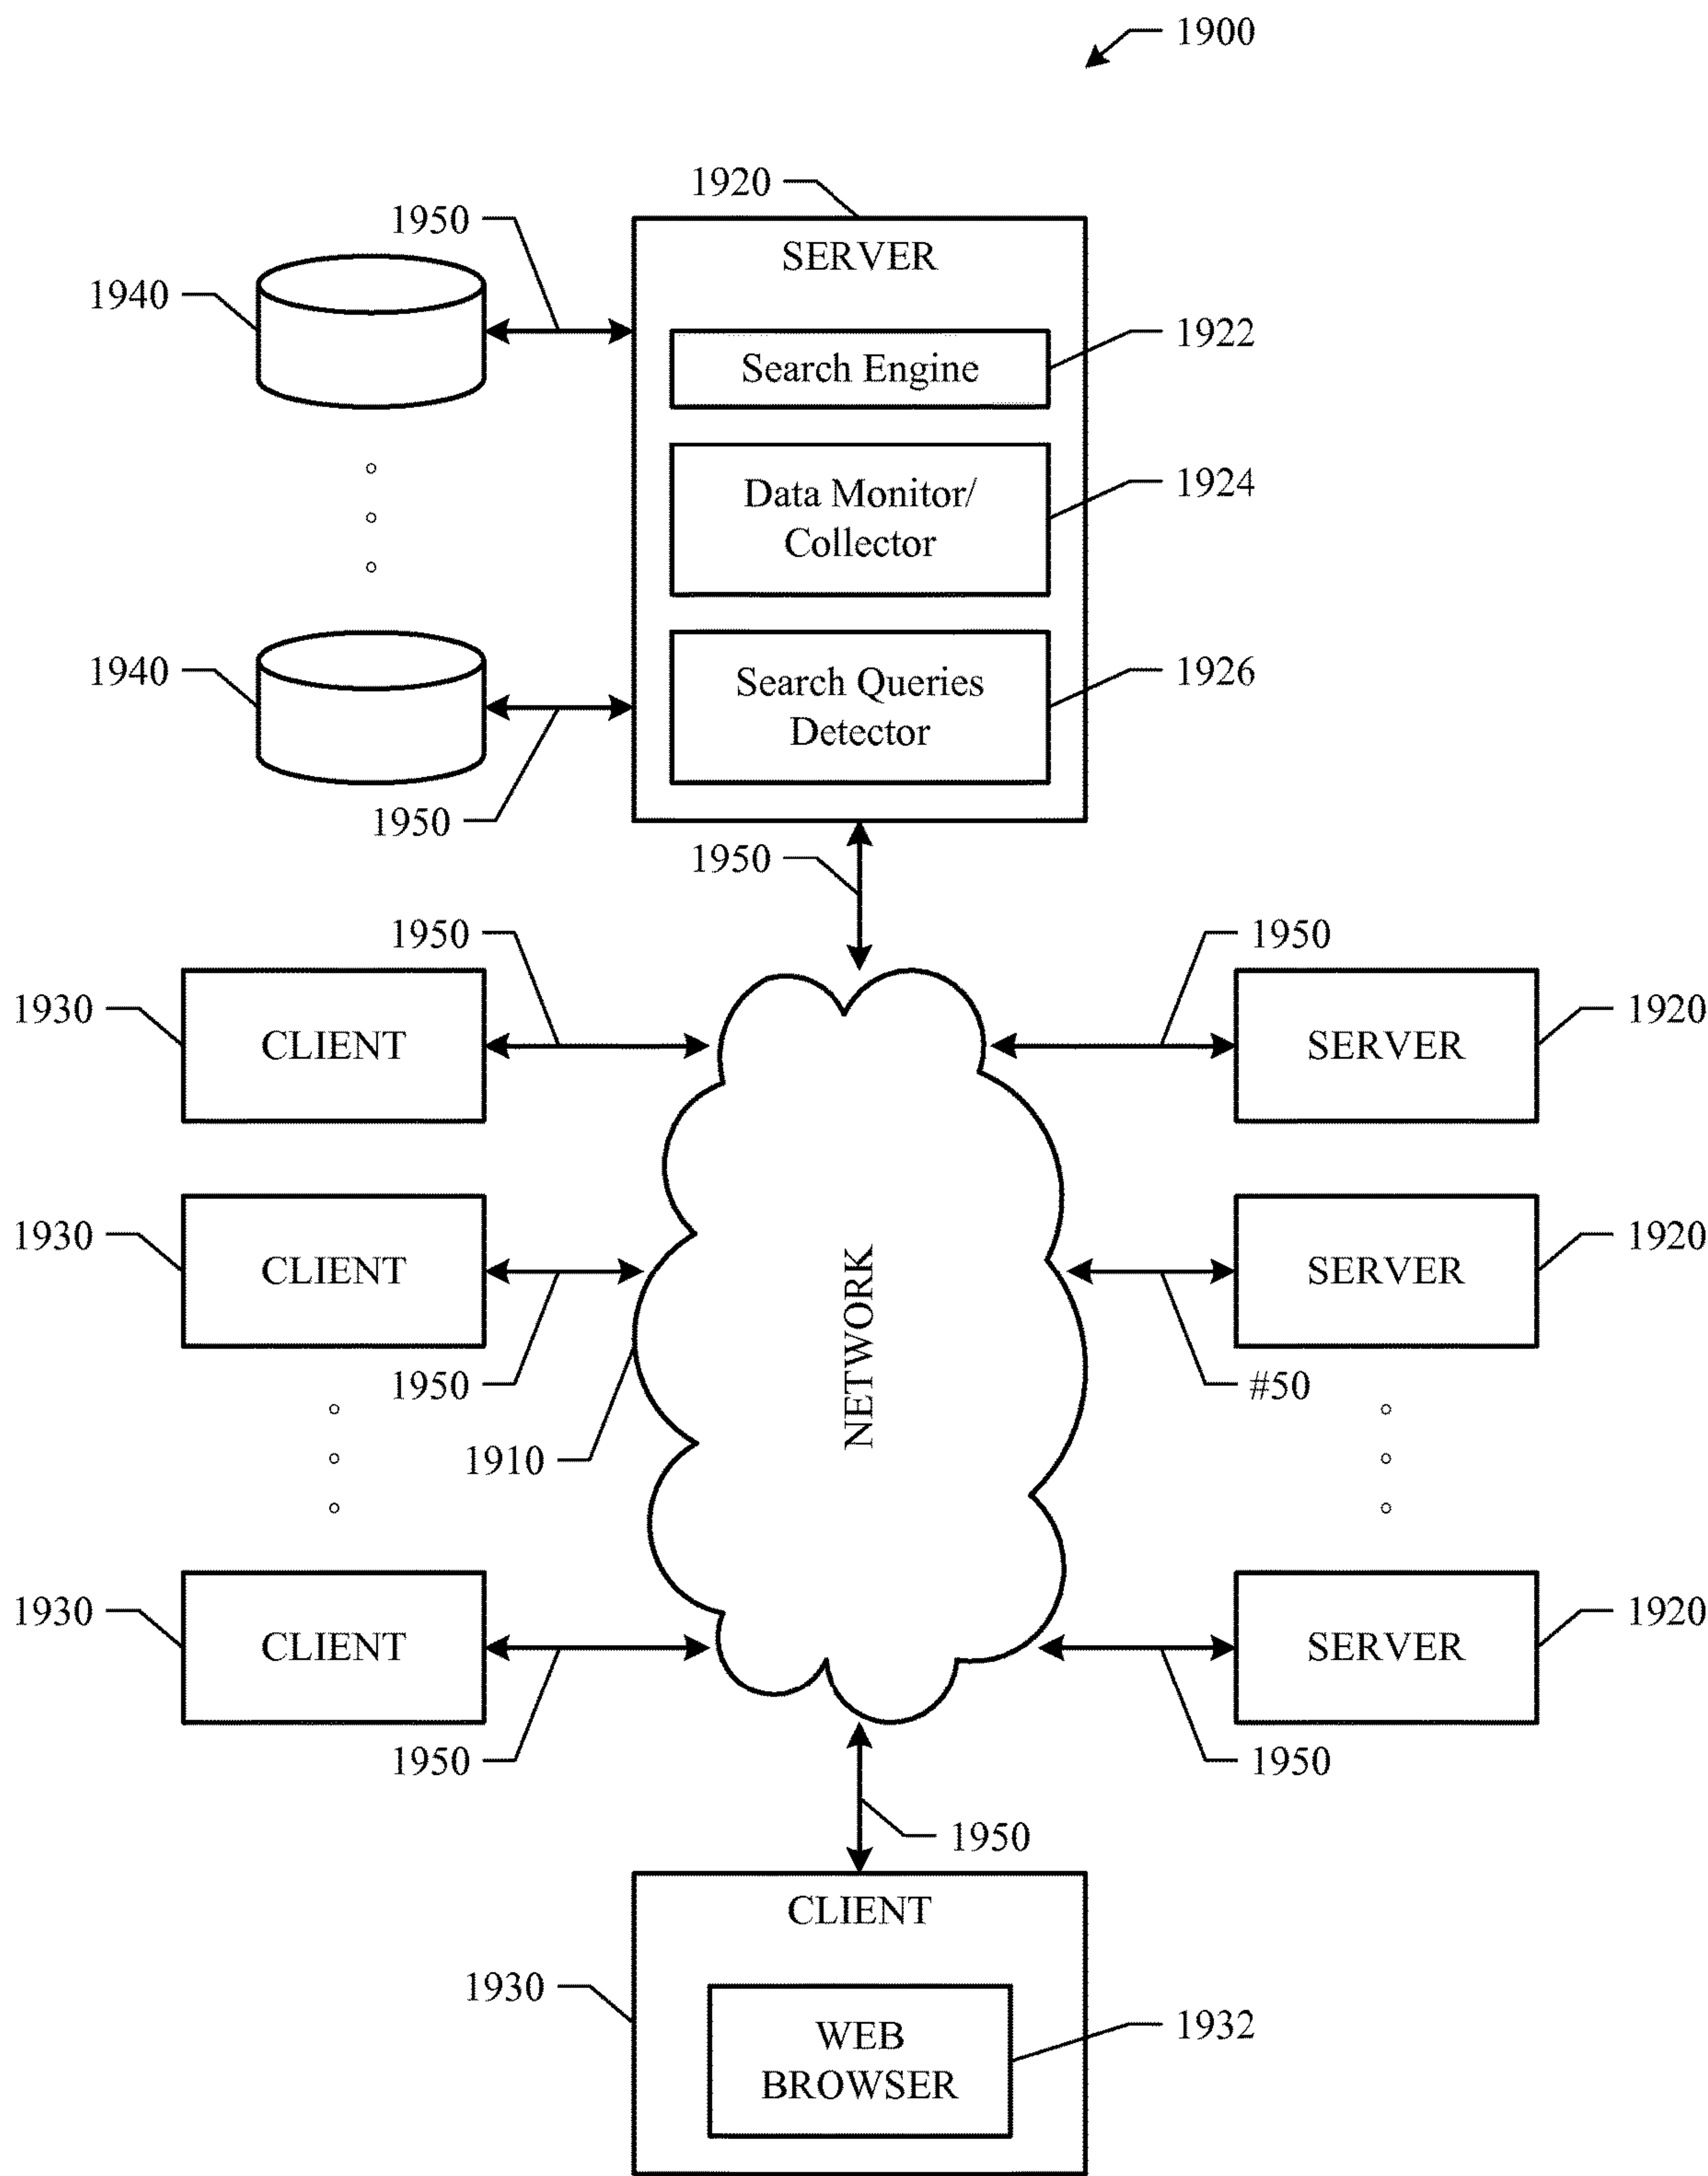 1900
1920
1950
SERVER
1940
1922
Search Engine
1924
Data Monitor/
Collector
1940
1926
Search Queries
Detector
1950
1950
1950
1950
1930
CLIENT
SERVER
1920
1930
CLIENT
SERVER
1920
NETWORK
1950
#50
1910
1930
CLIENT
SERVER
1920
1950
1950
1950
CLIENT
1930
1932
WEB
BROWSER